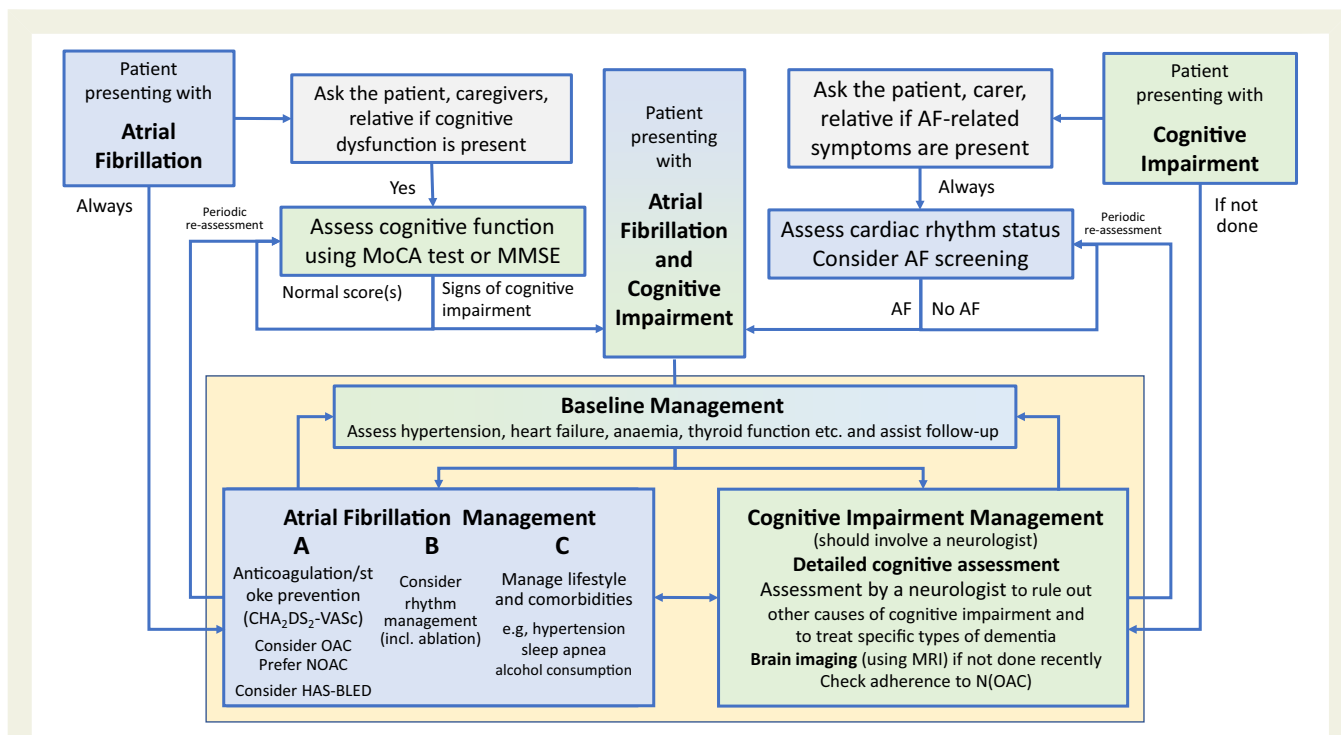 Patient
presenting with
Atrial
Fibrillation
Ask the patient, caregivers,
relative if cognitive
dysfunction is present
Yes
Always
Periodic
re-assessment
Assess cognitive function
using MoCA test or MMSE
Normal score(s)
Signs of cognitive
impairment
Patient
presenting
with
Atrial
Fibrillation
and
Cognitive
Impairment
Ask the patient, carer,
relative if AF-related
symptoms are present
Always
Patient
presenting with
Cognitive
Impairment
If not
done
Assess cardiac rhythm status
Consider AF screening
Periodic
re-assessment
AF
No AF
Baseline Management
Assess hypertension, heart failure, anaemia, thyroid function etc. and assist follow-up
Atrial Fibrillation Management
A
Anticoagulation/st
oke prevention
(CHA₂DS₂-VASc)
Consider OAC
Prefer NOAC
Consider HAS-BLED
B
Consider
rhythm
management
(incl. ablation)
C
Manage lifestyle
and comorbidities
e.g, hypertension
sleep apnea
alcohol consumption
Cognitive Impairment Management
(should involve a neurologist)
Detailed cognitive assessment
Assessment by a neurologist to rule out
other causes of cognitive impairment and
to treat specific types of dementia
Brain imaging (using MRI) if not done recently
Check adherence to N(OAC)